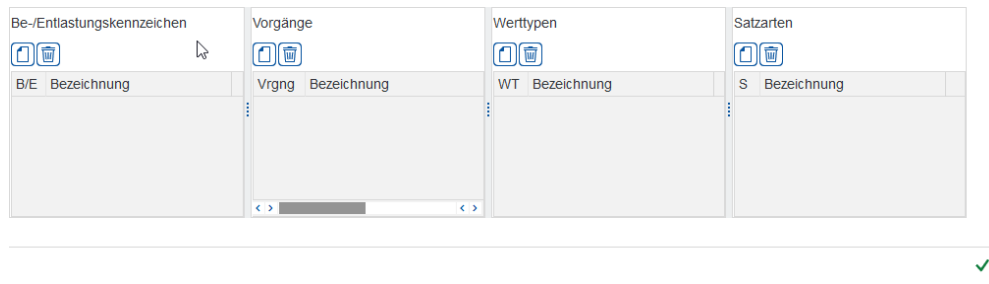 Be-/Entlastungskennzeichen
Vorgänge
Werttypen
Satzarten
B/E Bezeichnung
Vrgng Bezeichnung
WT Bezeichnung
S Bezeichnung